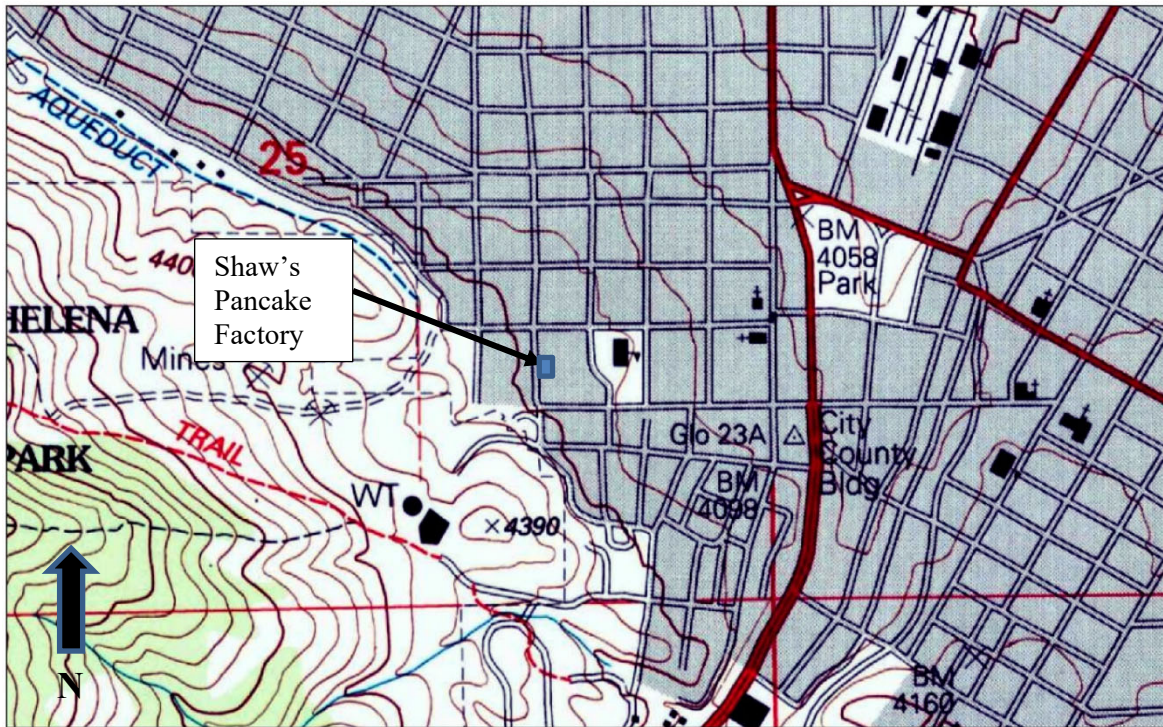 AQUEDUCT
25
BM
4058
Park
Shaw's
Pancake
Factory
HELENA
Mines
TRAIL
PARK
Glo 23A
City
County
Bldg
BM
4098
WT
×4390
N
BM
4160